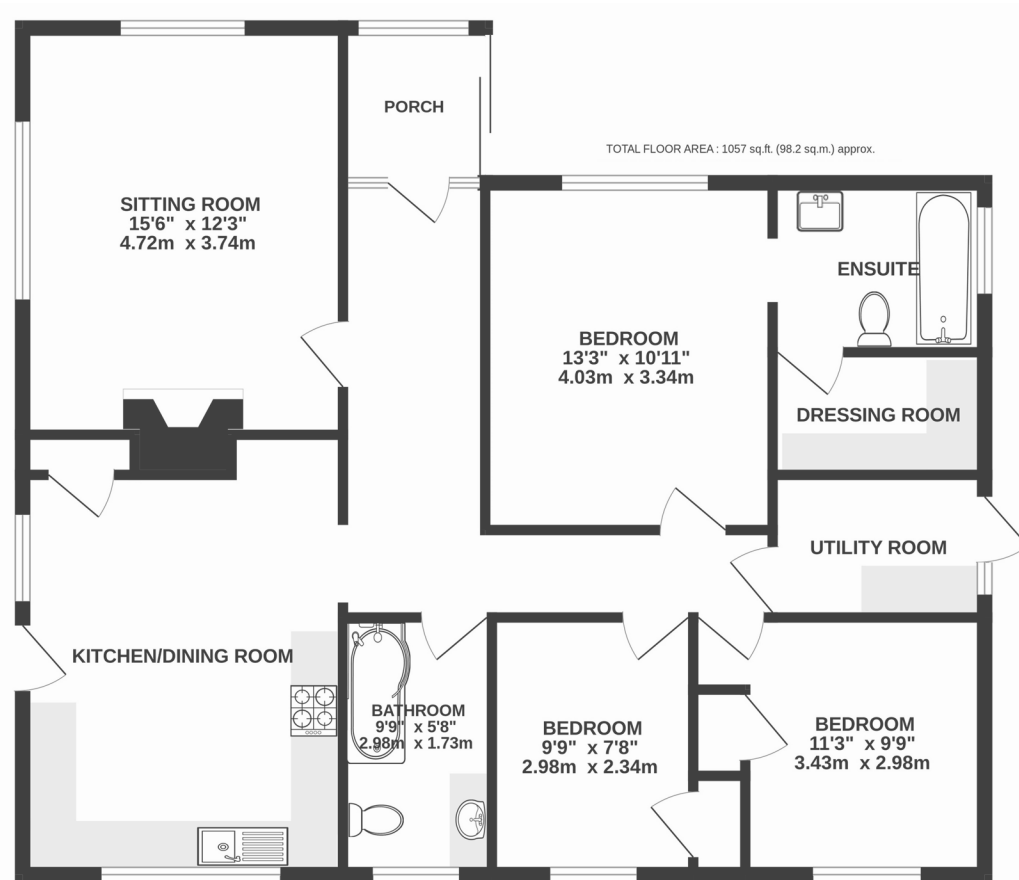 PORCH
TOTAL FLOOR AREA : 1057 sq.ft. (98.2 sq.m.) approx.
SITTING ROOM
15'6" x 12'3"
4.72m x 3.74m
ENSUITE
BEDROOM
13'3" x 10'11"
4.03m x 3.34m
DRESSING ROOM
UTILITY ROOM
KITCHEN/DINING ROOM
BATHROOM
9'9" x 5'8"
2.98m x 1.73m
BEDROOM
9'9" x 7'8"
2.98m x 2.34m
BEDROOM
11'3" x 9'9"
3.43m x 2.98m